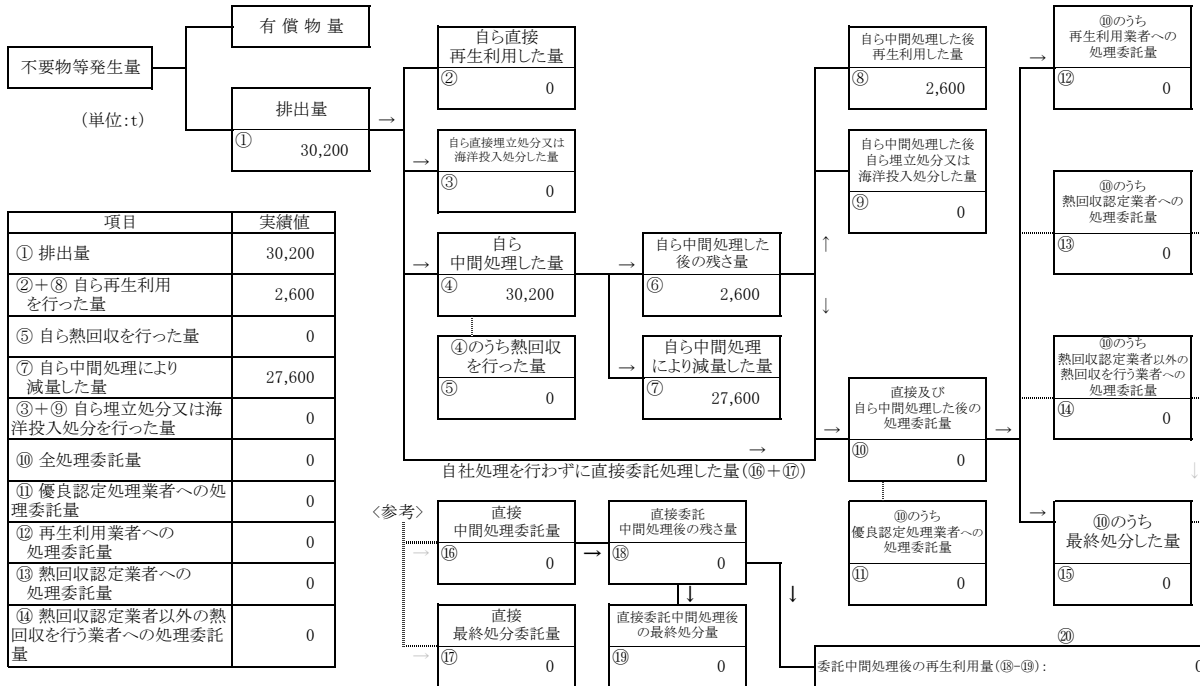 有 償 物 量
不要物等発生量
(単位:t)
排出量
① 30,200
→
自ら直接
再生利用した量
② 0
→
自ら直接埋立処分又は
海洋投入処分した量
③ 0
→
自ら
中間処理した量
④ 30,200
④のうち熱回収
を行った量
⑤ 0
→
自ら中間処理した
後の残さ量
⑥ 2,600
→
自ら中間処理
により減量した量
⑦ 27,600
自ら中間処理した後
再生利用した量
⑧ 2,600
自ら中間処理した後
自ら埋立処分又は
海洋投入処分した量
⑨ 0
↑
↓
→
→
直接及び
自ら中間処理した後の
処理委託量
⑩ 0
→
⑩のうち
優良認定処理業者への
処理委託量
⑪ 0
→
⑩のうち
再生利用業者への
処理委託量
⑫ 0
⑩のうち
熱回収認定業者への
処理委託量
⑬ 0
⑩のうち
熱回収認定業者以外の
熱回収を行う業者への
処理委託量
⑭ 0
↓
→
⑩のうち
最終処分した量
⑮ 0
自社処理を行わずに直接委託処理した量(⑯+⑰)
<参考>
→
直接
中間処理委託量
⑯ 0
→
直接
最終処分委託量
⑰ 0
→
直接委託
中間処理後の残さ量
⑱ 0
↓
直接委託中間処理後
の最終処分量
⑲ 0
↓
⑳
委託中間処理後の再生利用量(⑱-⑲): 0
項目 実績値
① 排出量 30,200
②+⑧ 自ら再生利用
を行った量 2,600
⑤ 自ら熱回収を行った量 0
⑦ 自ら中間処理により
減量した量 27,600
③+⑨ 自ら埋立処分又は海
洋投入処分を行った量 0
⑩ 全処理委託量 0
⑪ 優良認定処理業者への処
理委託量 0
⑫ 再生利用業者への
処理委託量 0
⑬ 熱回収認定業者への
処理委託量 0
⑭ 熱回収認定業者以外の熱
回収を行う業者への処理委託
量 0